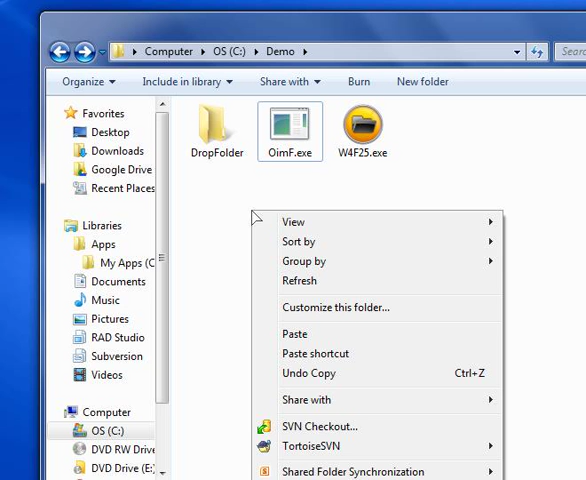 Computer ▸ OS (C:) ▸ Demo ▸
Sear
Organize ▾ Include in library ▾ Share with ▾ Burn New folder
Favorites
Desktop
Downloads
Google Drive
Recent Places
Libraries
Apps
My Apps (C
Documents
Music
Pictures
RAD Studio
Subversion
Videos
Computer
OS (C:)
DVD RW Drive
DVD Drive (E:)
DropFolder
OimF.exe
W4F25.exe
View
Sort by
Group by
Refresh
Customize this folder...
Paste
Paste shortcut
Undo Copy Ctrl+Z
Share with
SVN Checkout...
TortoiseSVN
Shared Folder Synchronization